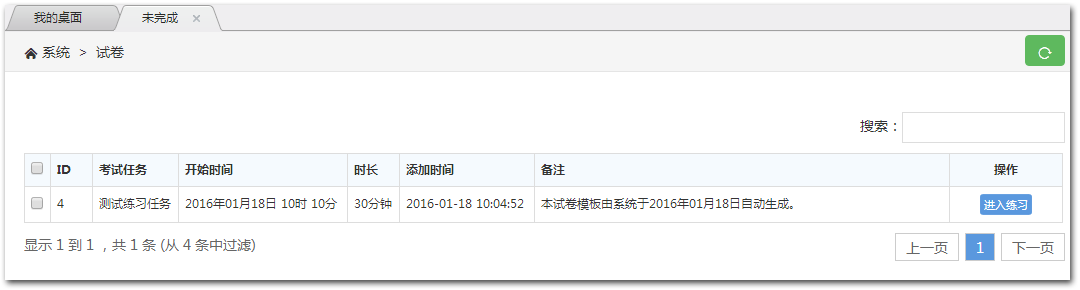 我的桌面 未完成 ×
系统 > 试卷
搜索：
ID 考试任务 开始时间 时长 添加时间 备注 操作
4 测试练习任务 2016年01月18日 10时 10分 30分钟 2016-01-18 10:04:52 本试卷模板由系统于2016年01月18日自动生成。 进入练习
显示 1 到 1 ，共 1 条 (从 4 条中过滤) 上一页 1 下一页